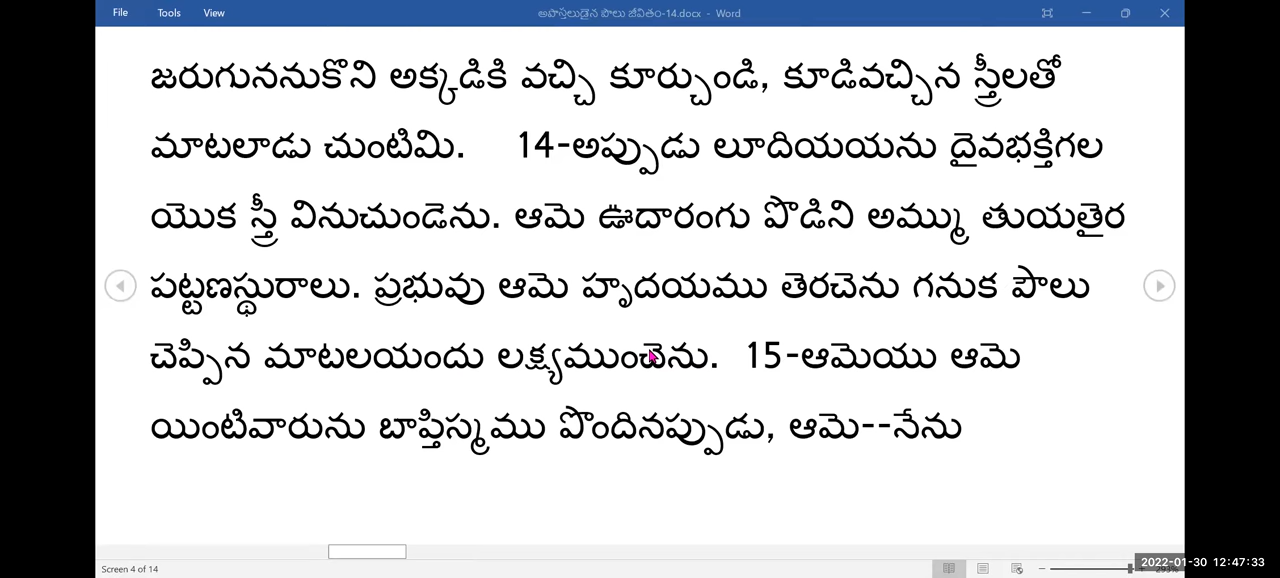 File Tools View అపొస్తలుడైన పౌలు జీవితం-14.docx - Word
జరుగుననుకొని అక్కడికి వచ్చి కూర్చుండి, కూడివచ్చిన స్త్రీలతో
మాటలాడు చుంటిమి. 14-అప్పుడు లూదియయను దైవభక్తిగల
యొక స్త్రీ వినుచుండెను. ఆమె ఊదారంగు పొడిని అమ్ము తుయతైర
పట్టణస్థురాలు. ప్రభువు ఆమె హృదయము తెరచెను గనుక పౌలు
చెప్పిన మాటలయందు లక్ష్యముంచెను. 15-ఆమెయు ఆమె
యింటివారును బాప్తిస్మము పొందినప్పుడు, ఆమె--నేను
Screen 4 of 14
2022-01-30 12:47:33